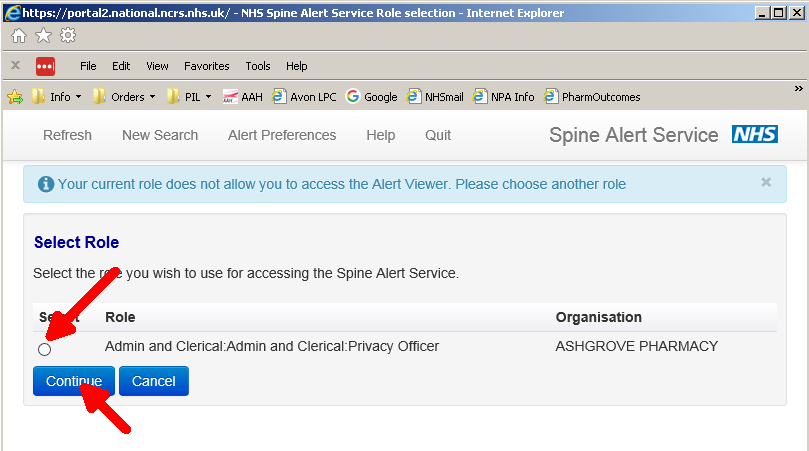 https://portal2.national.ncrs.nhs.uk/ - NHS Spine Alert Service Role selection - Internet Explorer
File Edit View Favorites Tools Help
Info Orders PIL AAH Avon LPC Google NHSmail NPA Info PharmOutcomes
Refresh New Search Alert Preferences Help Quit Spine Alert Service NHS
Your current role does not allow you to access the Alert Viewer. Please choose another role
Select Role
Select the role you wish to use for accessing the Spine Alert Service.
Select Role Organisation
Admin and Clerical:Admin and Clerical:Privacy Officer ASHGROVE PHARMACY
Continue Cancel